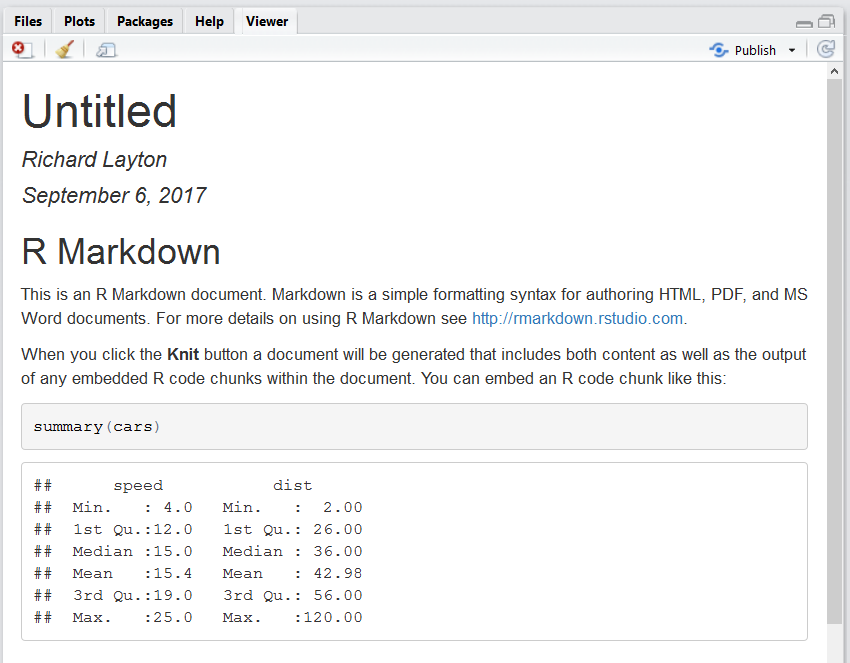 Files Plots Packages Help Viewer
Publish
Untitled
Richard Layton
September 6, 2017
R Markdown
This is an R Markdown document. Markdown is a simple formatting syntax for authoring HTML, PDF, and MS
Word documents. For more details on using R Markdown see http://rmarkdown.rstudio.com.
When you click the Knit button a document will be generated that includes both content as well as the output
of any embedded R code chunks within the document. You can embed an R code chunk like this:
summary(cars)
##      speed           dist
##  Min.   : 4.0   Min.   :  2.00
##  1st Qu.:12.0   1st Qu.: 26.00
##  Median :15.0   Median : 36.00
##  Mean   :15.4   Mean   : 42.98
##  3rd Qu.:19.0   3rd Qu.: 56.00
##  Max.   :25.0   Max.   :120.00